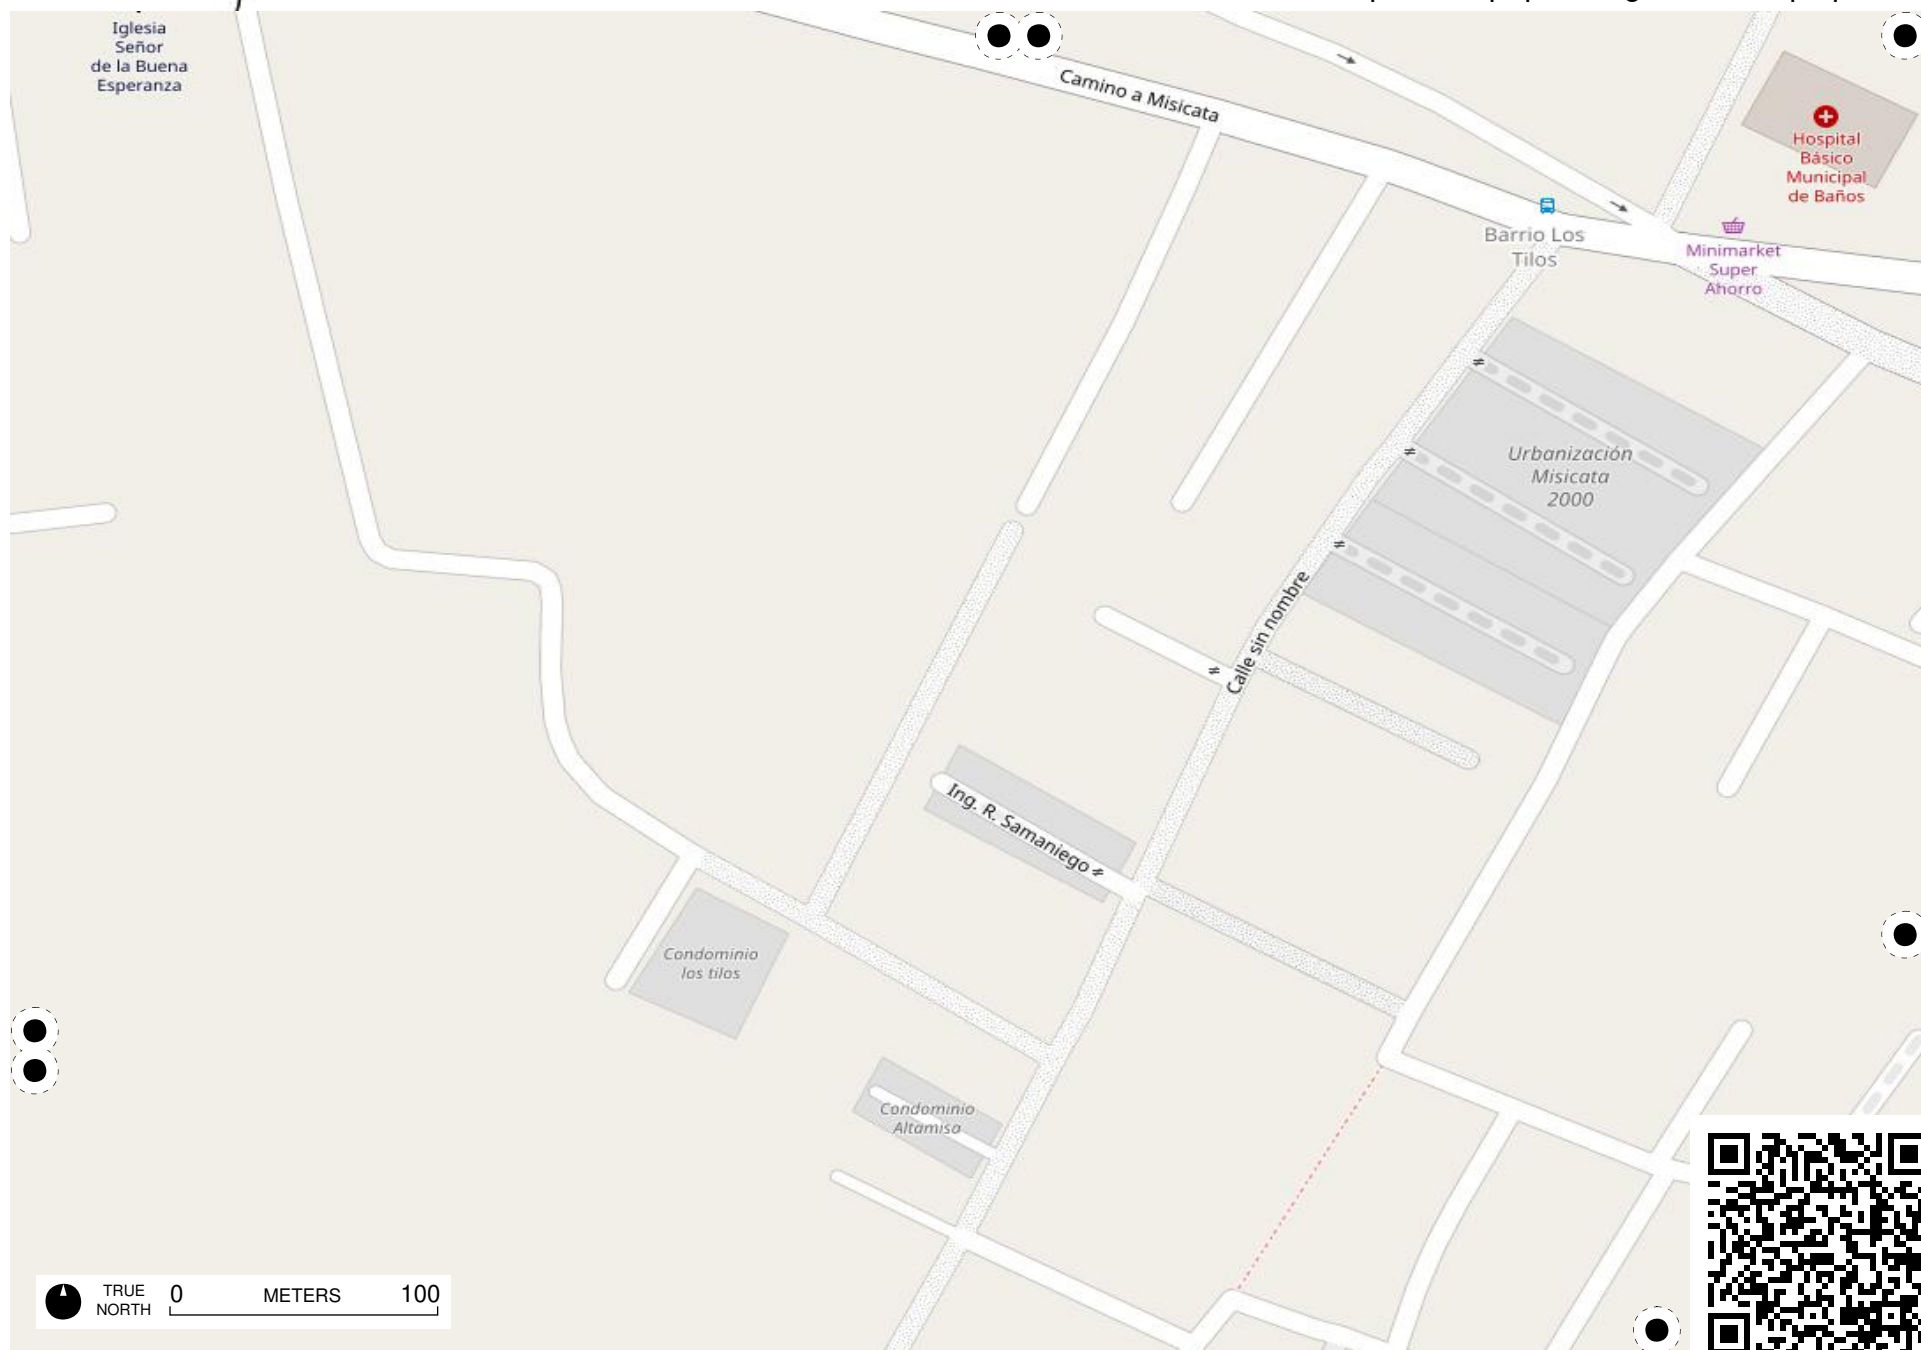 Iglesia
Señor
de la Buena
Esperanza
Camino a Misicata
Hospital
Básico
Municipal
de Baños
Barrio Los
Tilos
Minimarket
Super
Ahorro
Urbanización
Misicata
2000
Calle sin nombre
Ing. R. Samaniego
Condominio
los tilos
Condominio
Altamisa
TRUE
NORTH
0 METERS 100